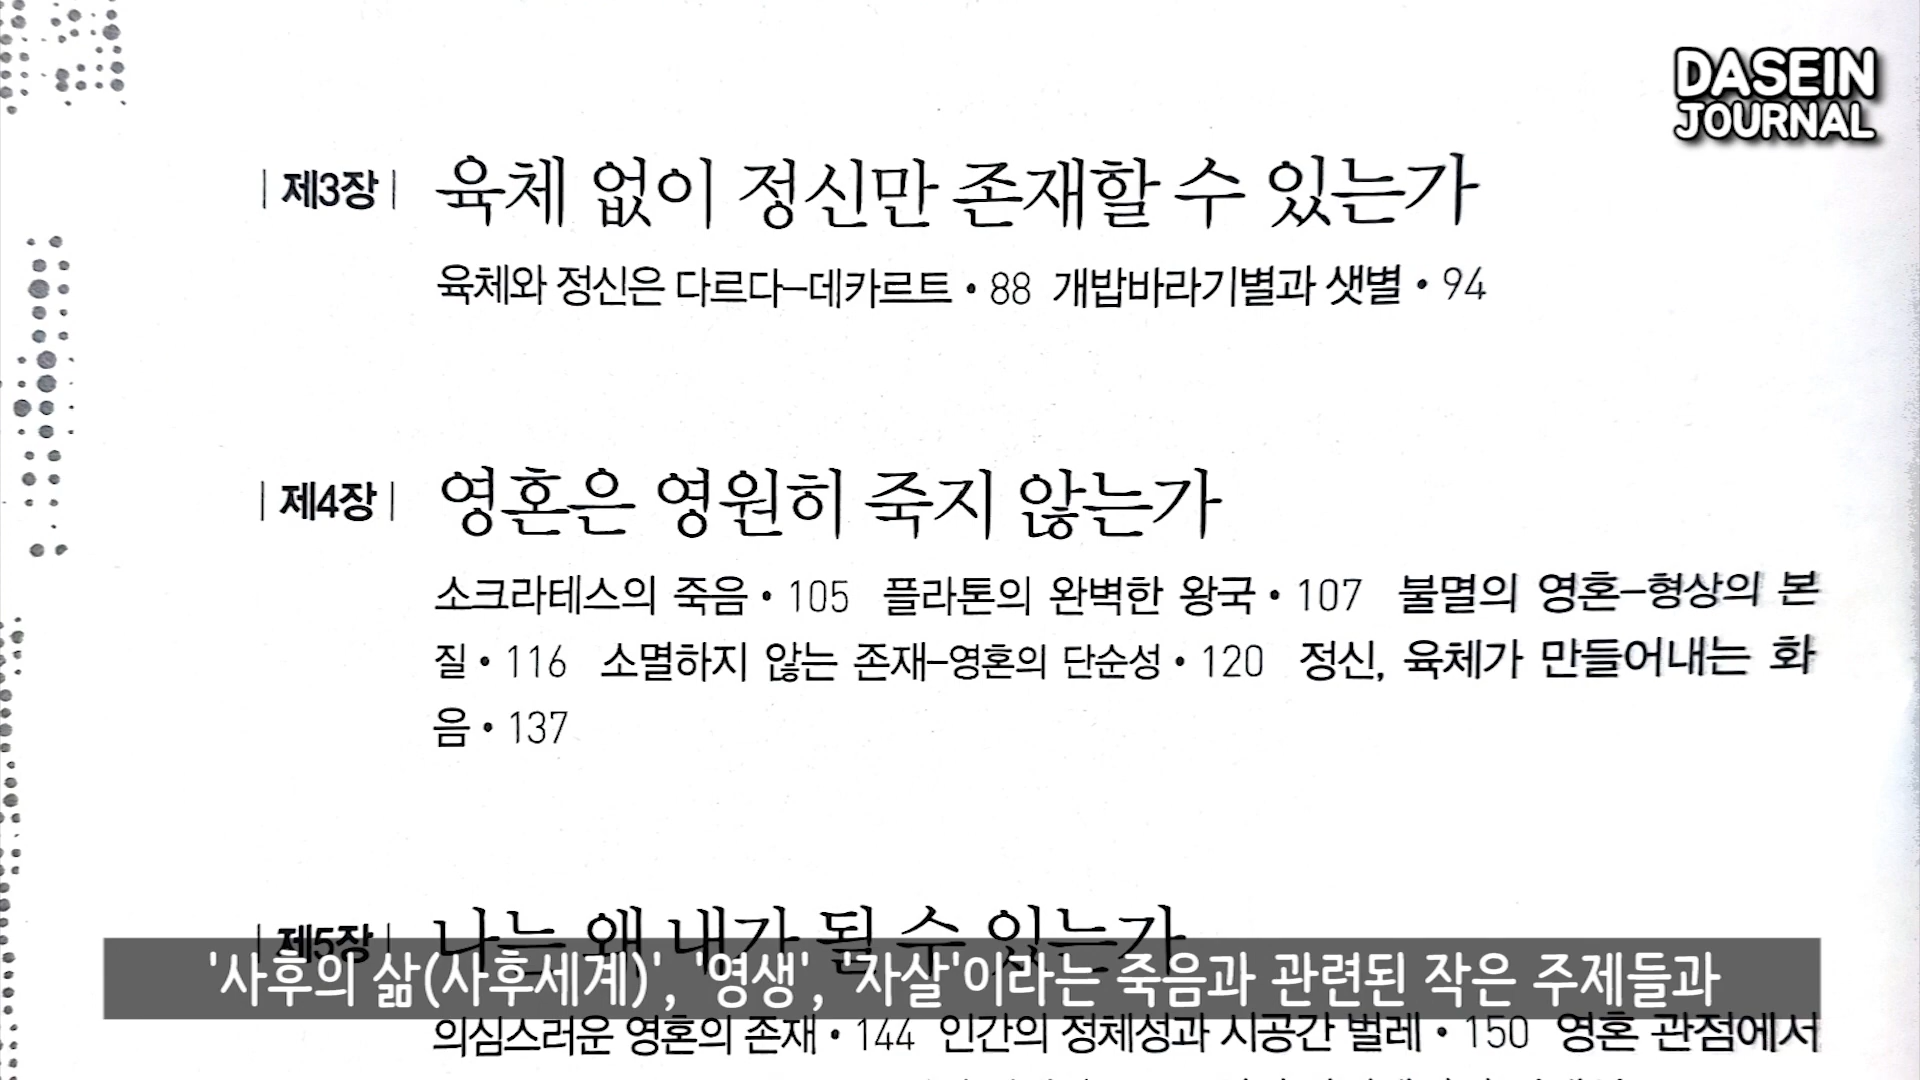 DASEIN
JOURNAL
제3장 육체 없이 정신만 존재할 수 있는가
육체와 정신은 다르다–데카르트 • 88 개밥바라기별과 샛별 • 94
제4장 영혼은 영원히 죽지 않는가
소크라테스의 죽음 • 105 플라톤의 완벽한 왕국 • 107 불멸의 영혼–형상의 본
질 • 116 소멸하지 않는 존재–영혼의 단순성 • 120 정신, 육체가 만들어내는 화
음 • 137
제5장 나는 왜 내가 될 수 있는가
'사후의 삶(사후세계)', '영생', '자살'이라는 죽음과 관련된 작은 주제들과
의심스러운 영혼의 존재 • 144 인간의 정체성과 시공간 벌레 • 150 영혼 관점에서